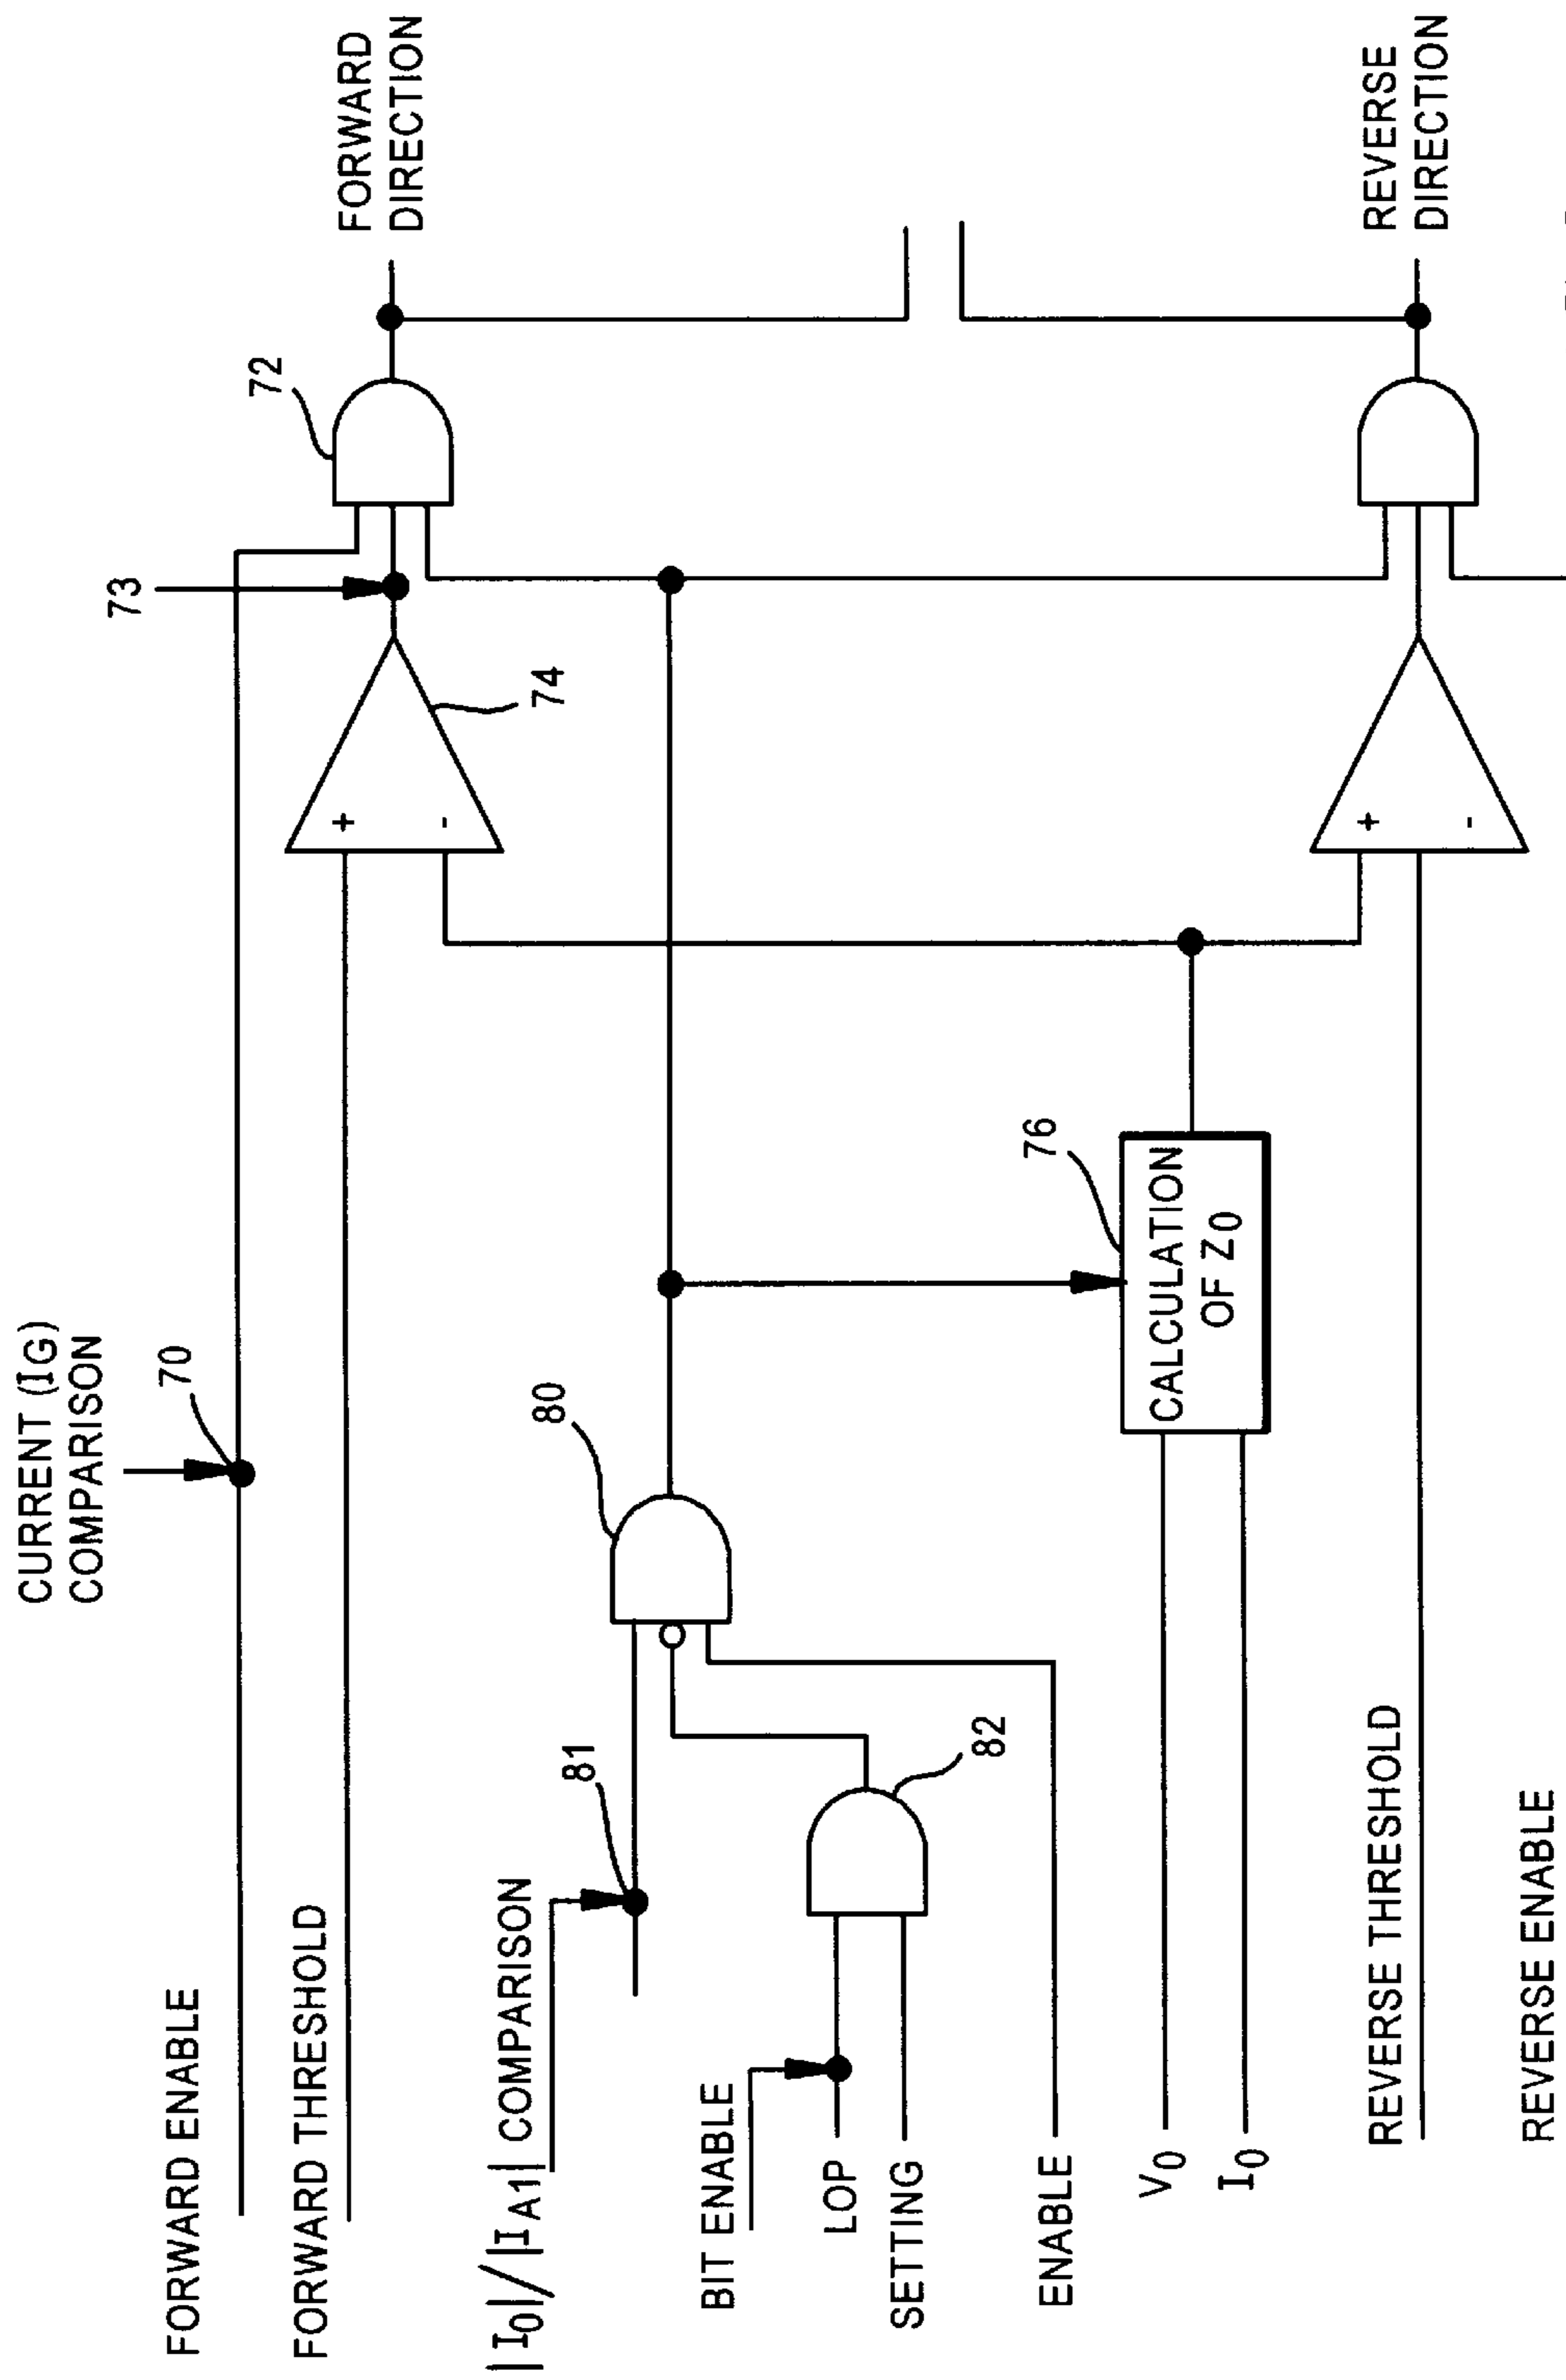 CURRENT (IG)
COMPARISON
70
FORWARD ENABLE
FORWARD THRESHOLD
73
72
FORWARD
DIRECTION
74
|I0|/|IA1| COMPARISON
81
80
BIT ENABLE
LOP
SETTING
82
ENABLE
76
CALCULATION
OF Z0
V0
I0
REVERSE THRESHOLD
REVERSE ENABLE
REVERSE
DIRECTION
+
-
+
-